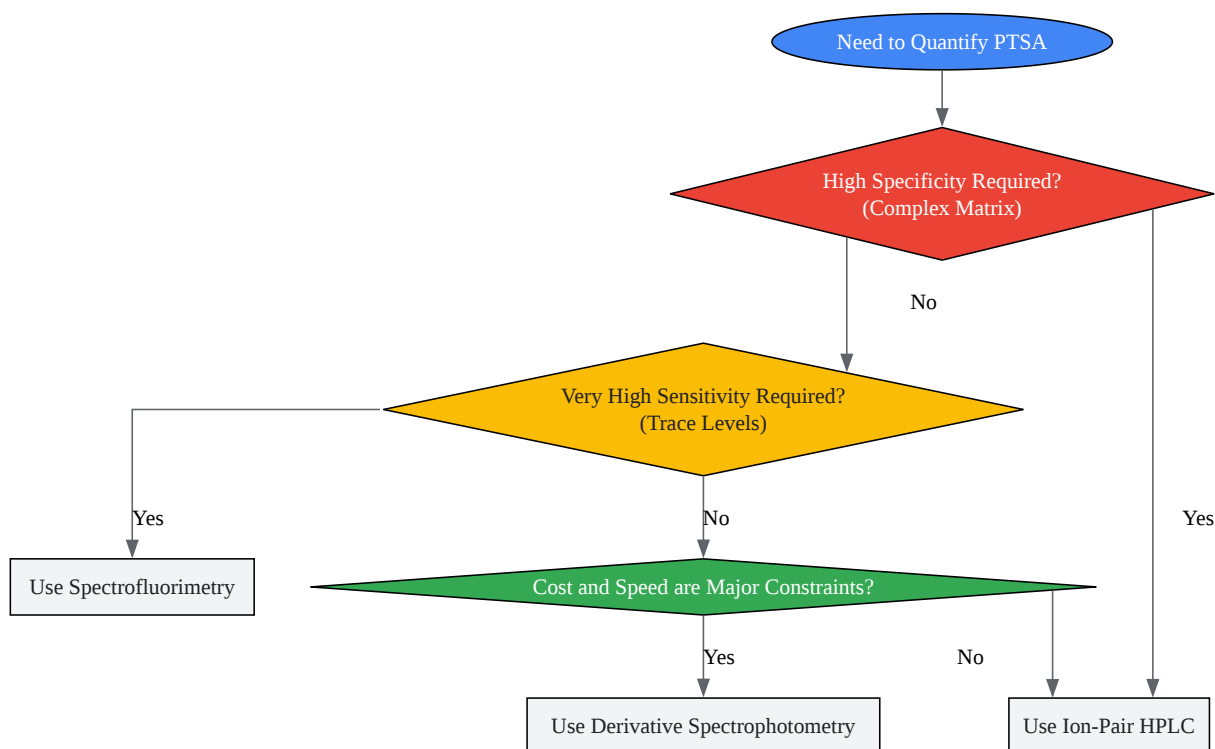 Need to Quantify PTSA
High Specificity Required?
(Complex Matrix)
No
Very High Sensitivity Required?
(Trace Levels)
Yes
No
Yes
Use Spectrofluorimetry
Cost and Speed are Major Constraints?
Yes
No
Use Derivative Spectrophotometry
Use Ion-Pair HPLC